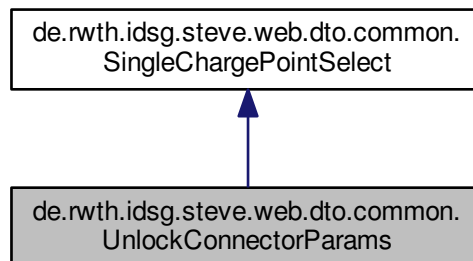 de.rwth.idsg.steve.web.dto.common.
SingleChargePointSelect
de.rwth.idsg.steve.web.dto.common.
UnlockConnectorParams